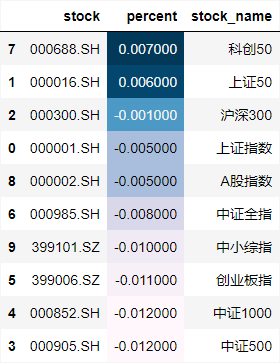 stock percent stock_name
7 000688.SH 0.007000 科创50
1 000016.SH 0.006000 上证50
2 000300.SH -0.001000 沪深300
0 000001.SH -0.005000 上证指数
8 000002.SH -0.005000 A股指数
6 000985.SH -0.008000 中证全指
9 399101.SZ -0.010000 中小综指
5 399006.SZ -0.011000 创业板指
4 000852.SH -0.012000 中证1000
3 000905.SH -0.012000 中证500